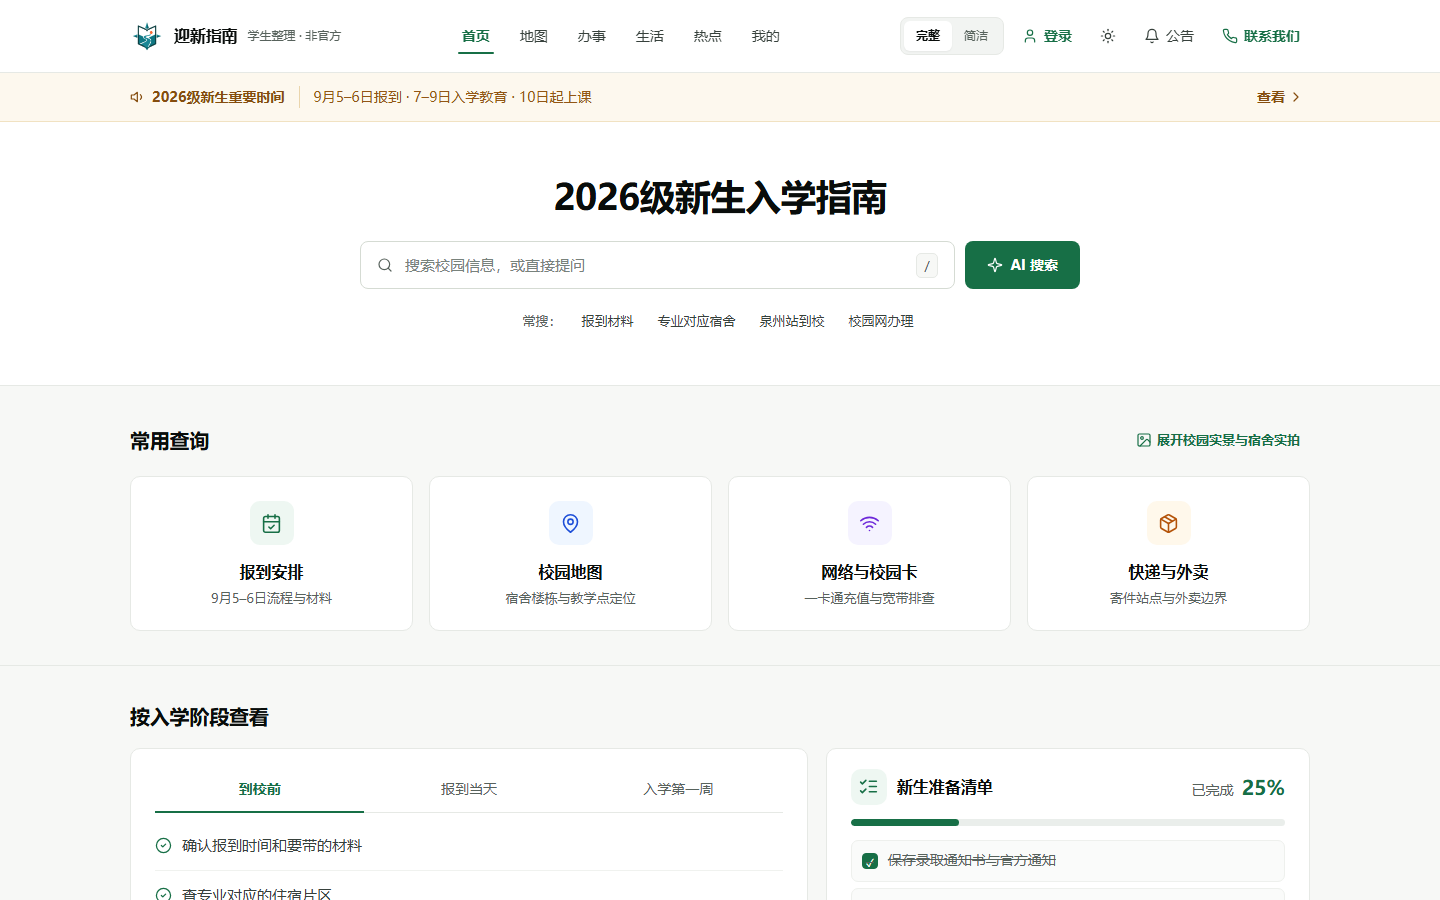 迎新指南 学生整理 · 非官方 首页 地图 办事 生活 热点 我的 完整 简洁 登录 公告 联系我们
2026级新生重要时间 9月5–6日报到 · 7–9日入学教育 · 10日起上课 查看
2026级新生入学指南
搜索校园信息，或直接提问 / AI 搜索
常搜： 报到材料 专业对应宿舍 泉州站到校 校园网办理
常用查询 展开校园实景与宿舍实拍
报到安排 校园地图 网络与校园卡 快递与外卖
9月5–6日流程与材料 宿舍楼栋与教学点定位 一卡通充值与宽带排查 寄件站点与外卖边界
按入学阶段查看
到校前 报到当天 入学第一周 新生准备清单 已完成 25%
确认报到时间和要带的材料 保存录取通知书与官方通知
查专业对应的住宿片区